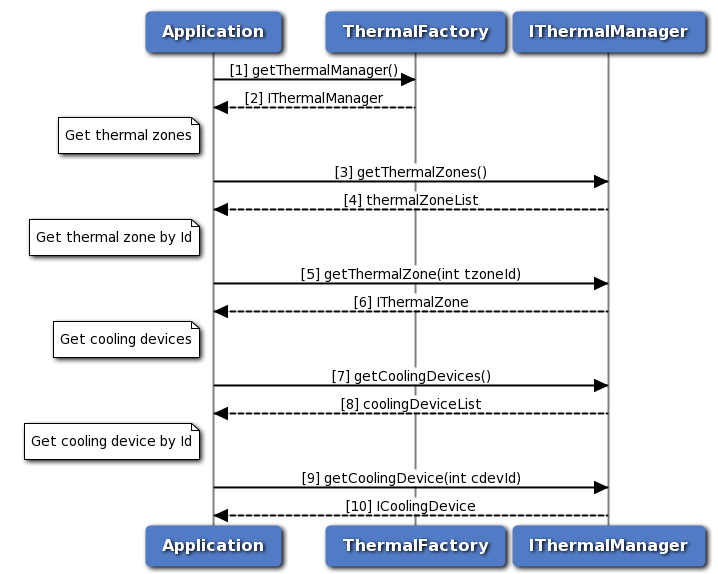 Application ThermalFactory IThermalManager
[1] getThermalManager()
[2] IThermalManager
Get thermal zones
[3] getThermalZones()
[4] thermalZoneList
Get thermal zone by Id
[5] getThermalZone(int tzoneId)
[6] IThermalZone
Get cooling devices
[7] getCoolingDevices()
[8] coolingDeviceList
Get cooling device by Id
[9] getCoolingDevice(int cdevId)
[10] ICoolingDevice
Application ThermalFactory IThermalManager